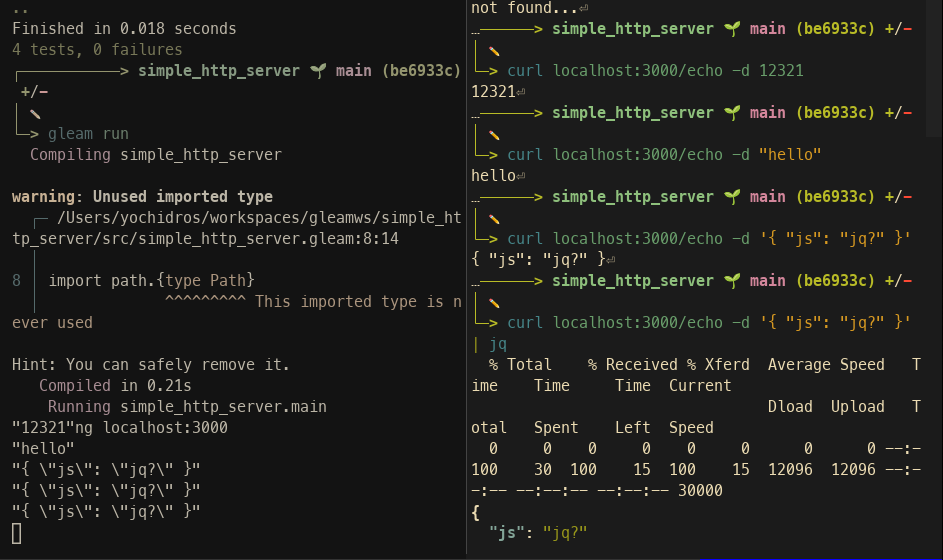 ..
Finished in 0.018 seconds
4 tests, 0 failures
┌───────────> simple_http_server 🌱 main (be6933c)
+/−
│ ✏️
└─> gleam run
Compiling simple_http_server
warning: Unused imported type
┌─ /Users/yochidros/workspaces/gleamws/simple_ht
tp_server/src/simple_http_server.gleam:8:14
│
8 │ import path.{type Path}
│ ^^^^^^^^^ This imported type is n
ever used
Hint: You can safely remove it.
Compiled in 0.21s
Running simple_http_server.main
"12321"ng localhost:3000
"hello"
"{ \"js\": \"jq?\" }"
"{ \"js\": \"jq?\" }"
"{ \"js\": \"jq?\" }"
not found...⏎
…──────> simple_http_server 🌱 main (be6933c) +/−
│ ✏️
└─> curl localhost:3000/echo −d 12321
12321⏎
…──────> simple_http_server 🌱 main (be6933c) +/−
│ ✏️
└─> curl localhost:3000/echo −d "hello"
hello⏎
…──────> simple_http_server 🌱 main (be6933c) +/−
│ ✏️
└─> curl localhost:3000/echo −d '{ "js": "jq?" }'
{ "js": "jq?" }⏎
…──────> simple_http_server 🌱 main (be6933c) +/−
│ ✏️
└─> curl localhost:3000/echo −d '{ "js": "jq?" }'
| jq
% Total % Received % Xferd Average Speed T
ime Time Time Current
Dload Upload T
otal Spent Left Speed
0 0 0 0 0 0 0 0 −−:−
100 30 100 15 100 15 12096 12096 −−:−
−:−− −−:−−:−− −−:−−:−− 30000
{
"js": "jq?"